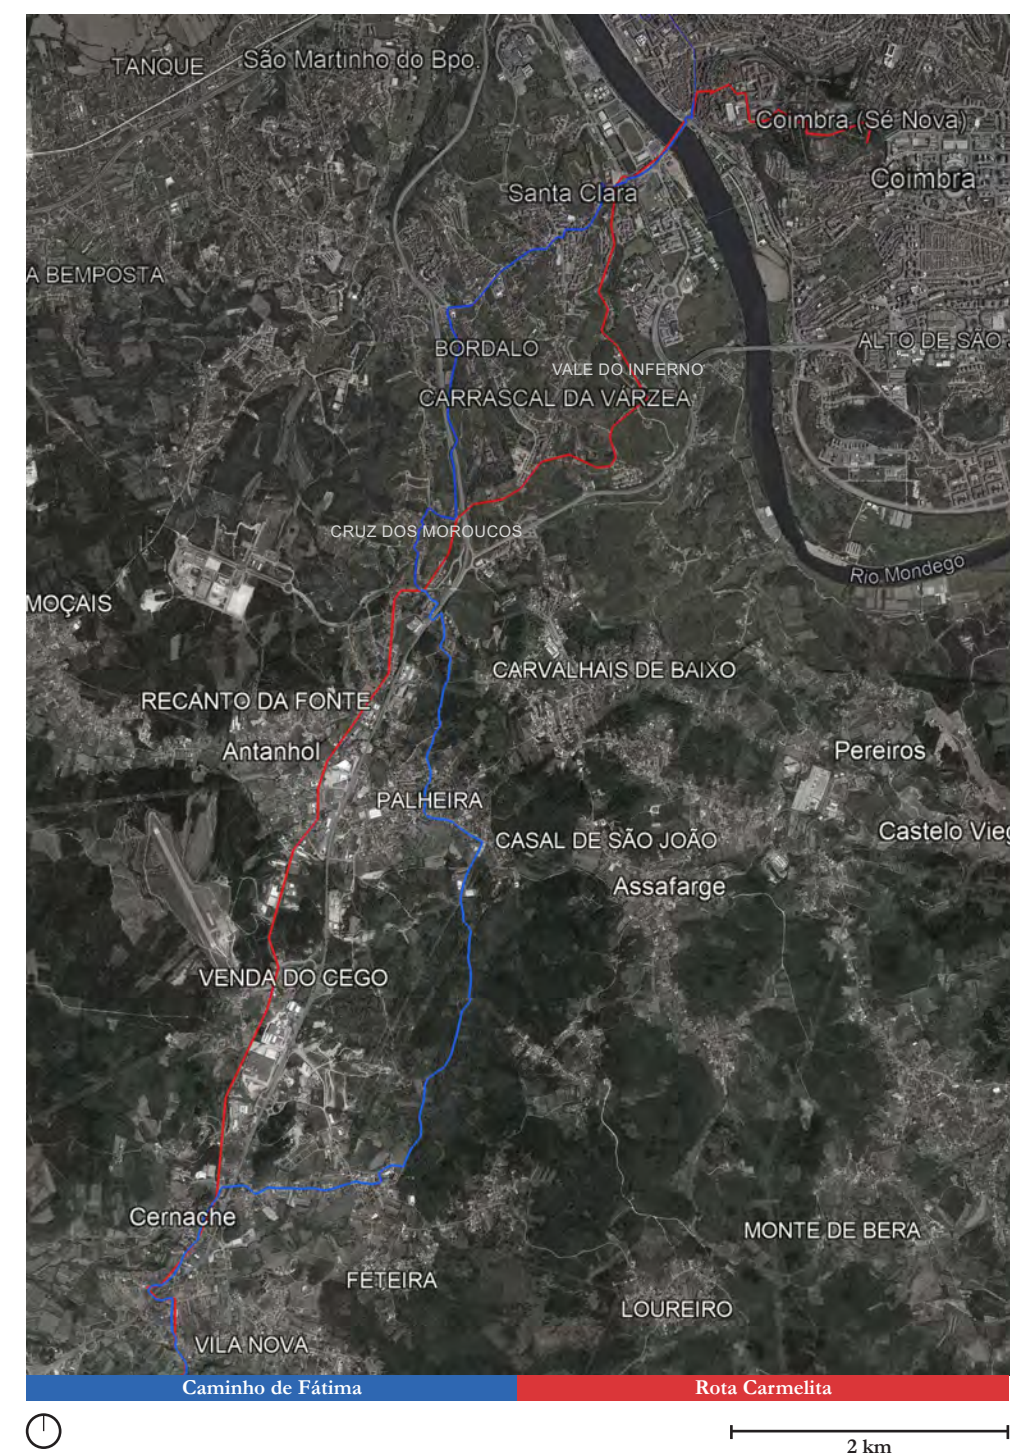 TANQUE
São Martinho do Bpo.
Coimbra (Sé Nova)
Coimbra
Santa Clara
A BEMPOSTA
BORDALO
ALTO DE SÃO
VALE DO INFERNO
CARRASCAL DA VÁRZEA
CRUZ DOS MOROUCOS
Rio Mondego
MOÇAIS
CARVALHAIS DE BAIXO
RECANTO DA FONTE
Antanhol
Pereiros
PALHEIRA
CASAL DE SÃO JOÃO
Castelo Vieg
Assafarge
VENDA DO CEGO
Cernache
MONTE DE BERA
FETEIRA
LOUREIRO
VILA NOVA
Caminho de Fátima
Rota Carmelita
2 km